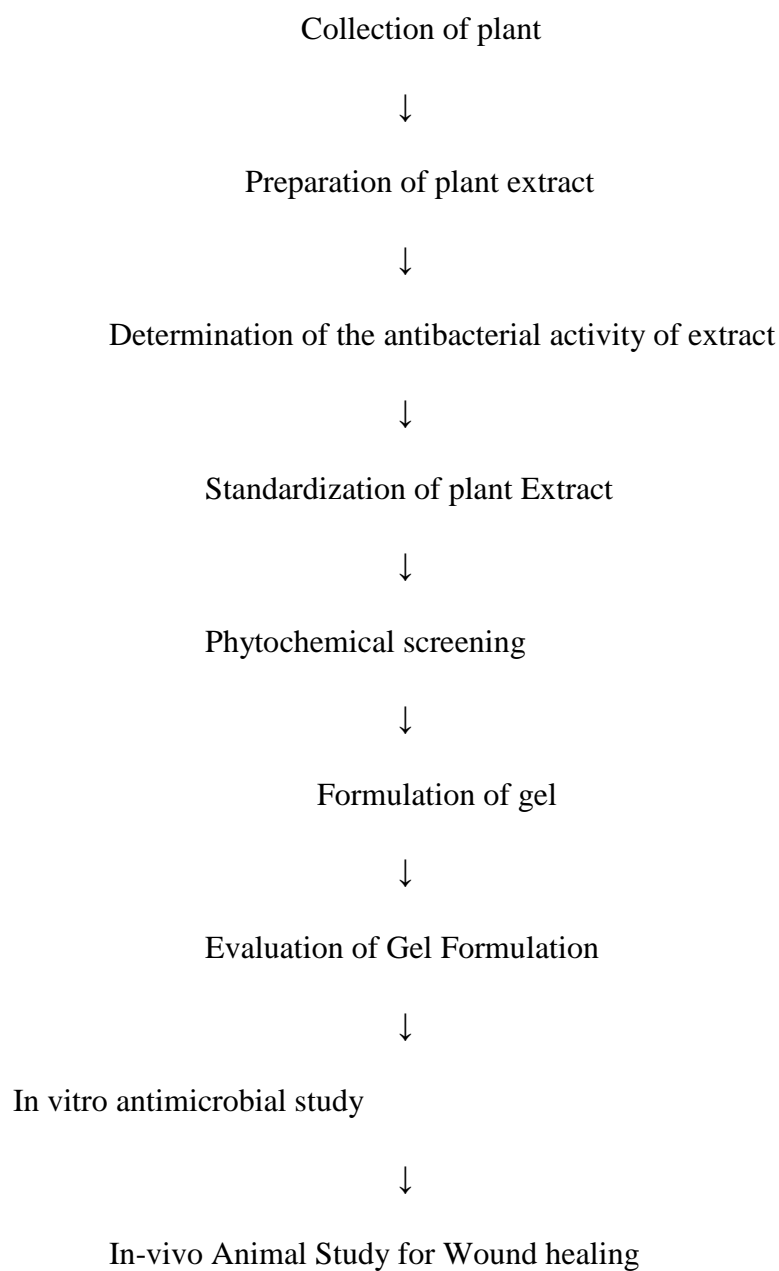 Collection of plant
↓
Preparation of plant extract
↓
Determination of the antibacterial activity of extract
↓
Standardization of plant Extract
↓
Phytochemical screening
↓
Formulation of gel
↓
Evaluation of Gel Formulation
↓
In vitro antimicrobial study
↓
In-vivo Animal Study for Wound healing